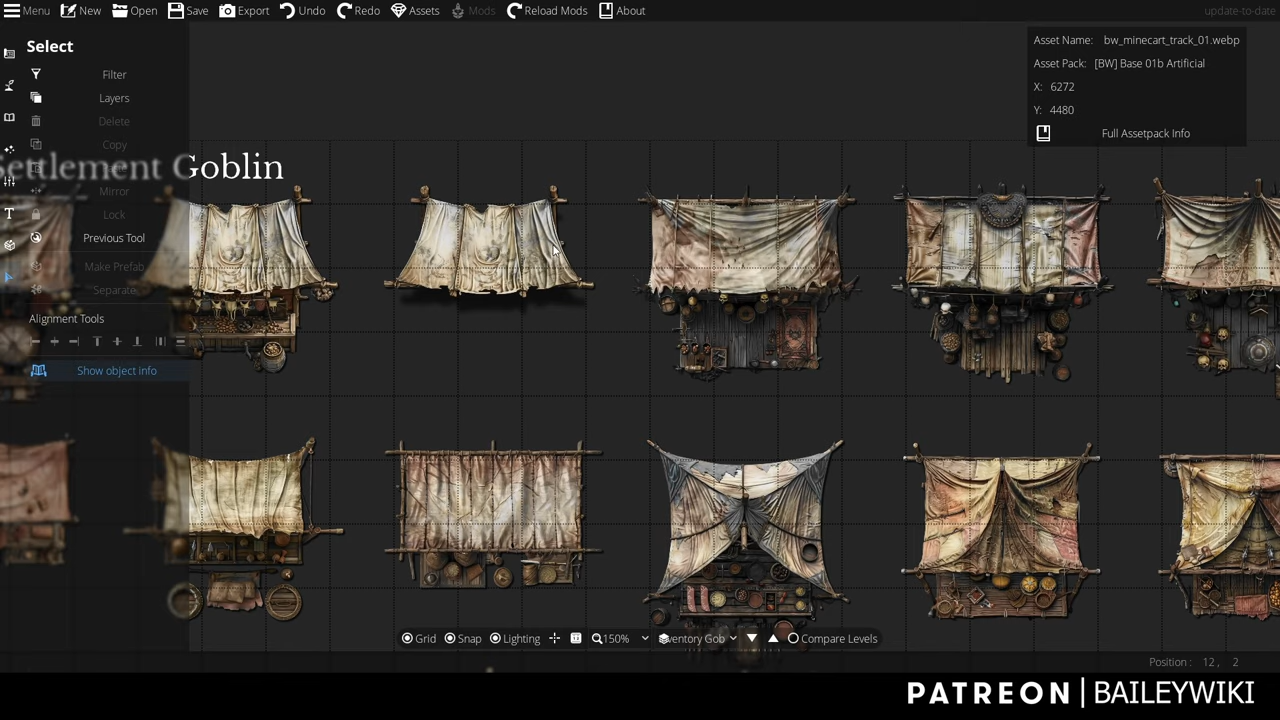 Menu New Open Save Export Undo Redo Assets Mods Reload Mods About update-to-date
Select
Filter
Layers
Delete
Copy
Mirror
Lock
Previous Tool
Make Prefab
Separate
Alignment Tools
Show object info
Settlement Goblin
Asset Name: bw_minecart_track_01.webp
Asset Pack: [BW] Base 01b Artificial
X: 6272
Y: 4480
Full Assetpack Info
Grid Snap Lighting 150% Inventory Gob Compare Levels
Position : 12 , 2
PATREON | BAILEYWIKI